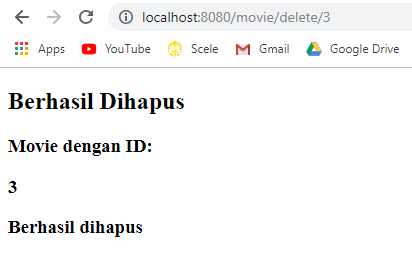 localhost:8080/movie/delete/3
Apps YouTube Scele Gmail Google Drive
Berhasil Dihapus
Movie dengan ID:
3
Berhasil dihapus